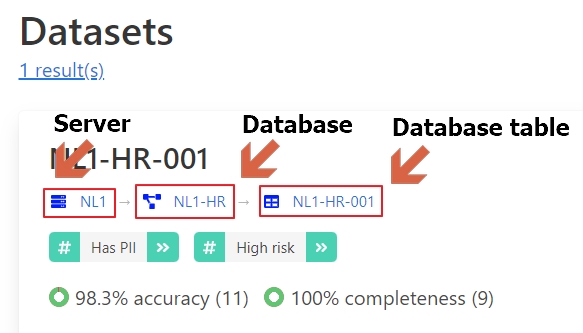 Datasets
1 result(s)
Server
Database
Database table
NL1-HR-001
NL1 → NL1-HR → NL1-HR-001
# Has PII » # High risk »
98.3% accuracy (11) 100% completeness (9)